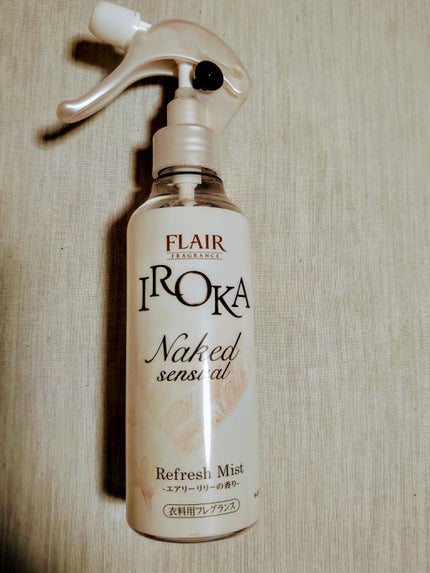 FLAIR
FRAGRANCE
IROKA
Naked
sensual
Refresh Mist
-エアリーリリーの香り-
衣料用フレグランス